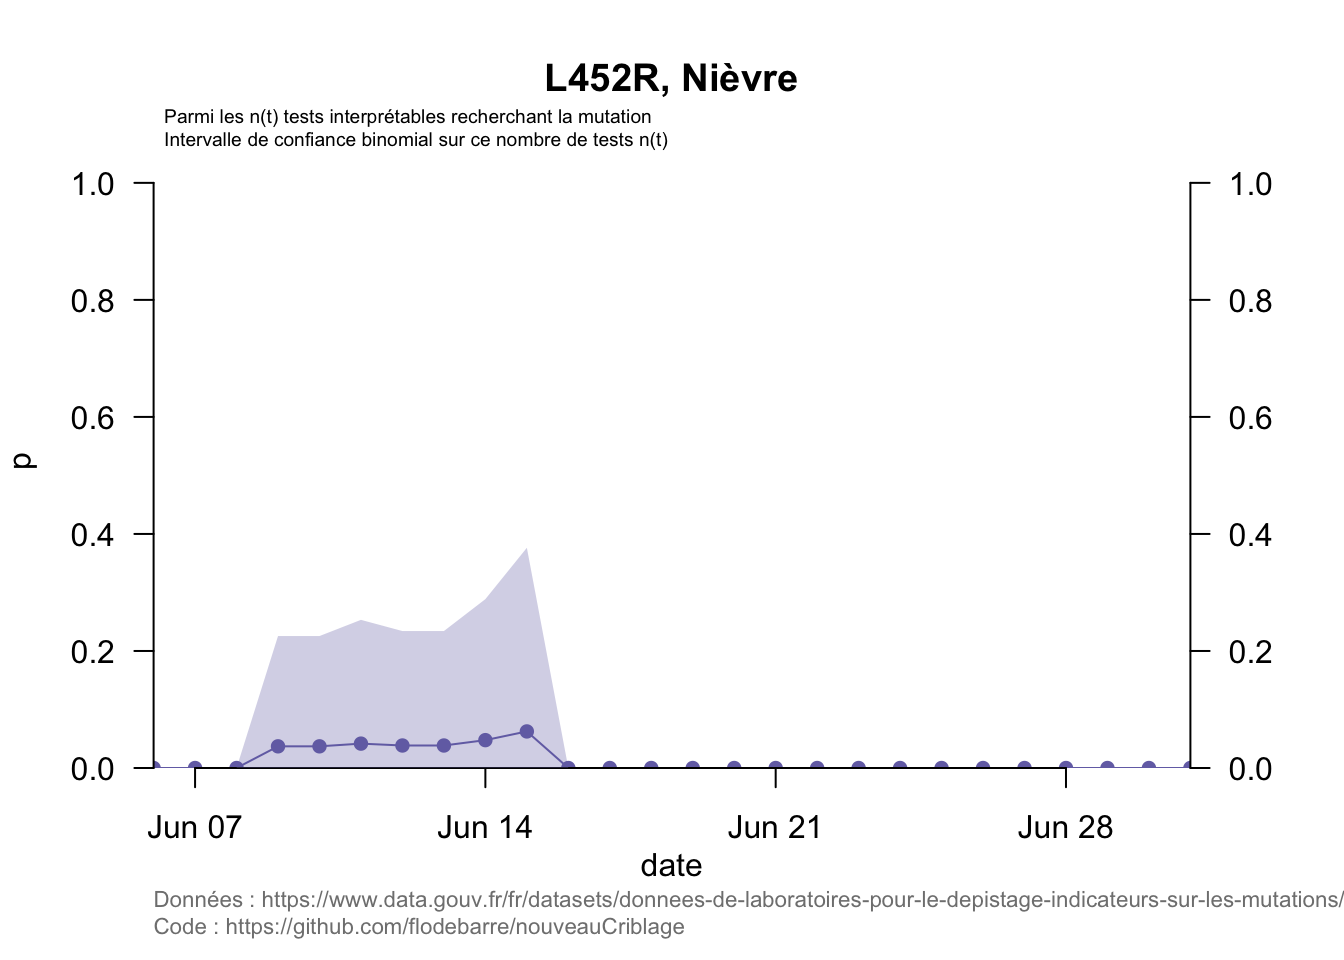 L452R, Nièvre
Parmi les n(t) tests interprétables recherchant la mutation
Intervalle de confiance binomial sur ce nombre de tests n(t)
1.0
0.8
0.6
0.4
0.2
0.0
p
1.0
0.8
0.6
0.4
0.2
0.0
Jun 07 Jun 14 Jun 21 Jun 28
date
Données : https://www.data.gouv.fr/fr/datasets/donnees-de-laboratoires-pour-le-depistage-indicateurs-sur-les-mutations/
Code : https://github.com/flodebarre/nouveauCriblage